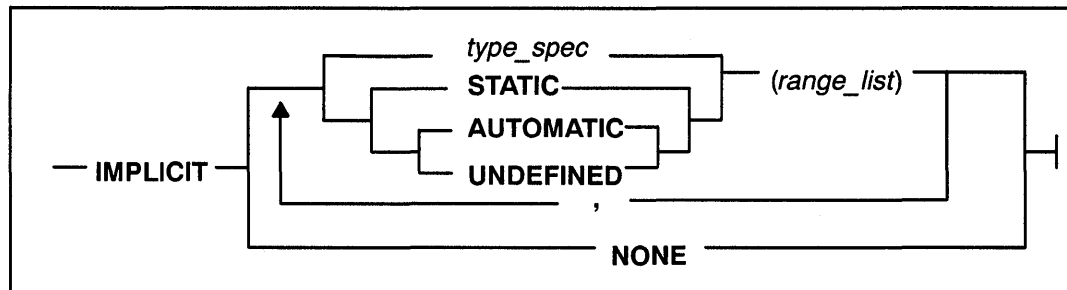 type_spec
STATIC
(range_list)
AUTOMATIC
IMPLICIT
UNDEFINED
,
NONE